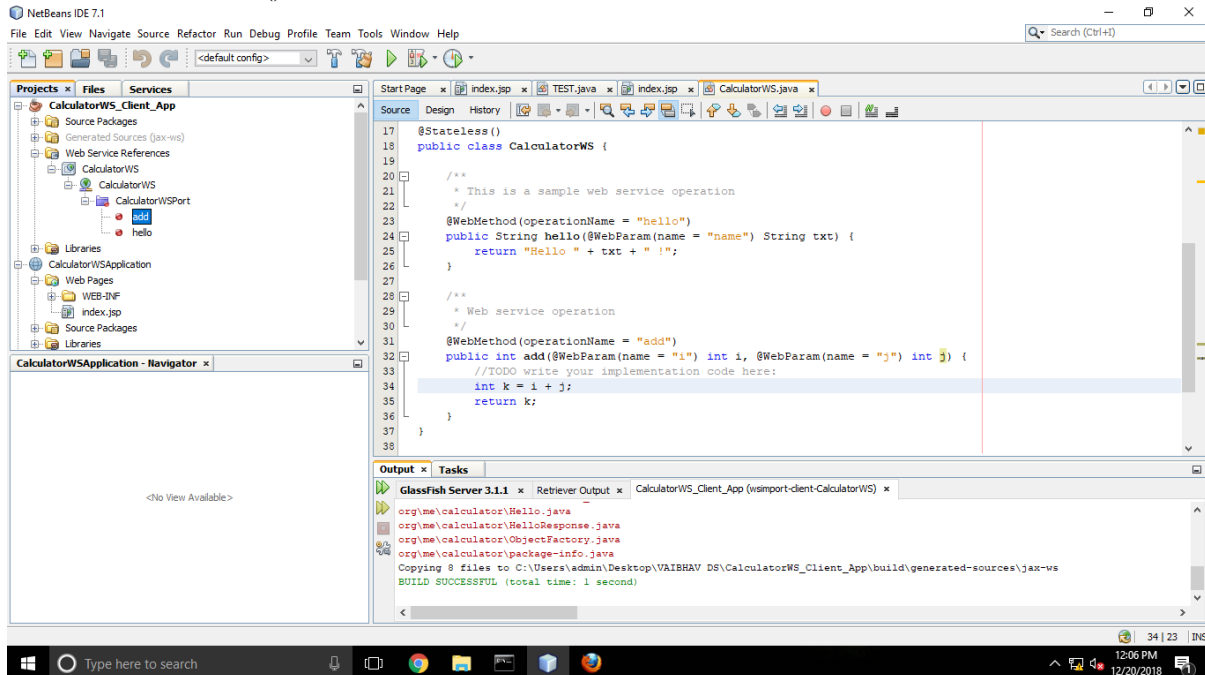 NetBeans IDE 7.1
File Edit View Navigate Source Refactor Run Debug Profile Team Tools Window Help
Search (Ctrl+I)
<default config>
Projects x Files Services
CalculatorWS_Client_App
Source Packages
Generated Sources (jax-ws)
Web Service References
CalculatorWS
CalculatorWS
CalculatorWSPort
add
hello
Libraries
CalculatorWSApplication
Web Pages
WEB-INF
index.jsp
Source Packages
Libraries
CalculatorWSApplication - Navigator x
<No View Available>
Start Page x index.jsp x TEST.java x index.jsp x CalculatorWS.java x
Source Design History
17 @Stateless()
18 public class CalculatorWS {
19
20 /**
21 * This is a sample web service operation
22 */
23 @WebMethod(operationName = "hello")
24 public String hello(@WebParam(name = "name") String txt) {
25 return "Hello " + txt + " !";
26 }
27
28 /**
29 * Web service operation
30 */
31 @WebMethod(operationName = "add")
32 public int add(@WebParam(name = "i") int i, @WebParam(name = "j") int j) {
33 //TODO write your implementation code here:
34 int k = i + j;
35 return k;
36 }
37 }
38
Output x Tasks
GlassFish Server 3.1.1 x Retriever Output x CalculatorWS_Client_App (wsimport-client-CalculatorWS) x
org\me\calculator\Hello.java
org\me\calculator\HelloResponse.java
org\me\calculator\ObjectFactory.java
org\me\calculator\package-info.java
Copying 8 files to C:\Users\admin\Desktop\VAIBHAV DS\CalculatorWS_Client_App\build\generated-sources\jax-ws
BUILD SUCCESSFUL (total time: 1 second)
34 | 23 INS
Type here to search
12:06 PM
12/20/2018